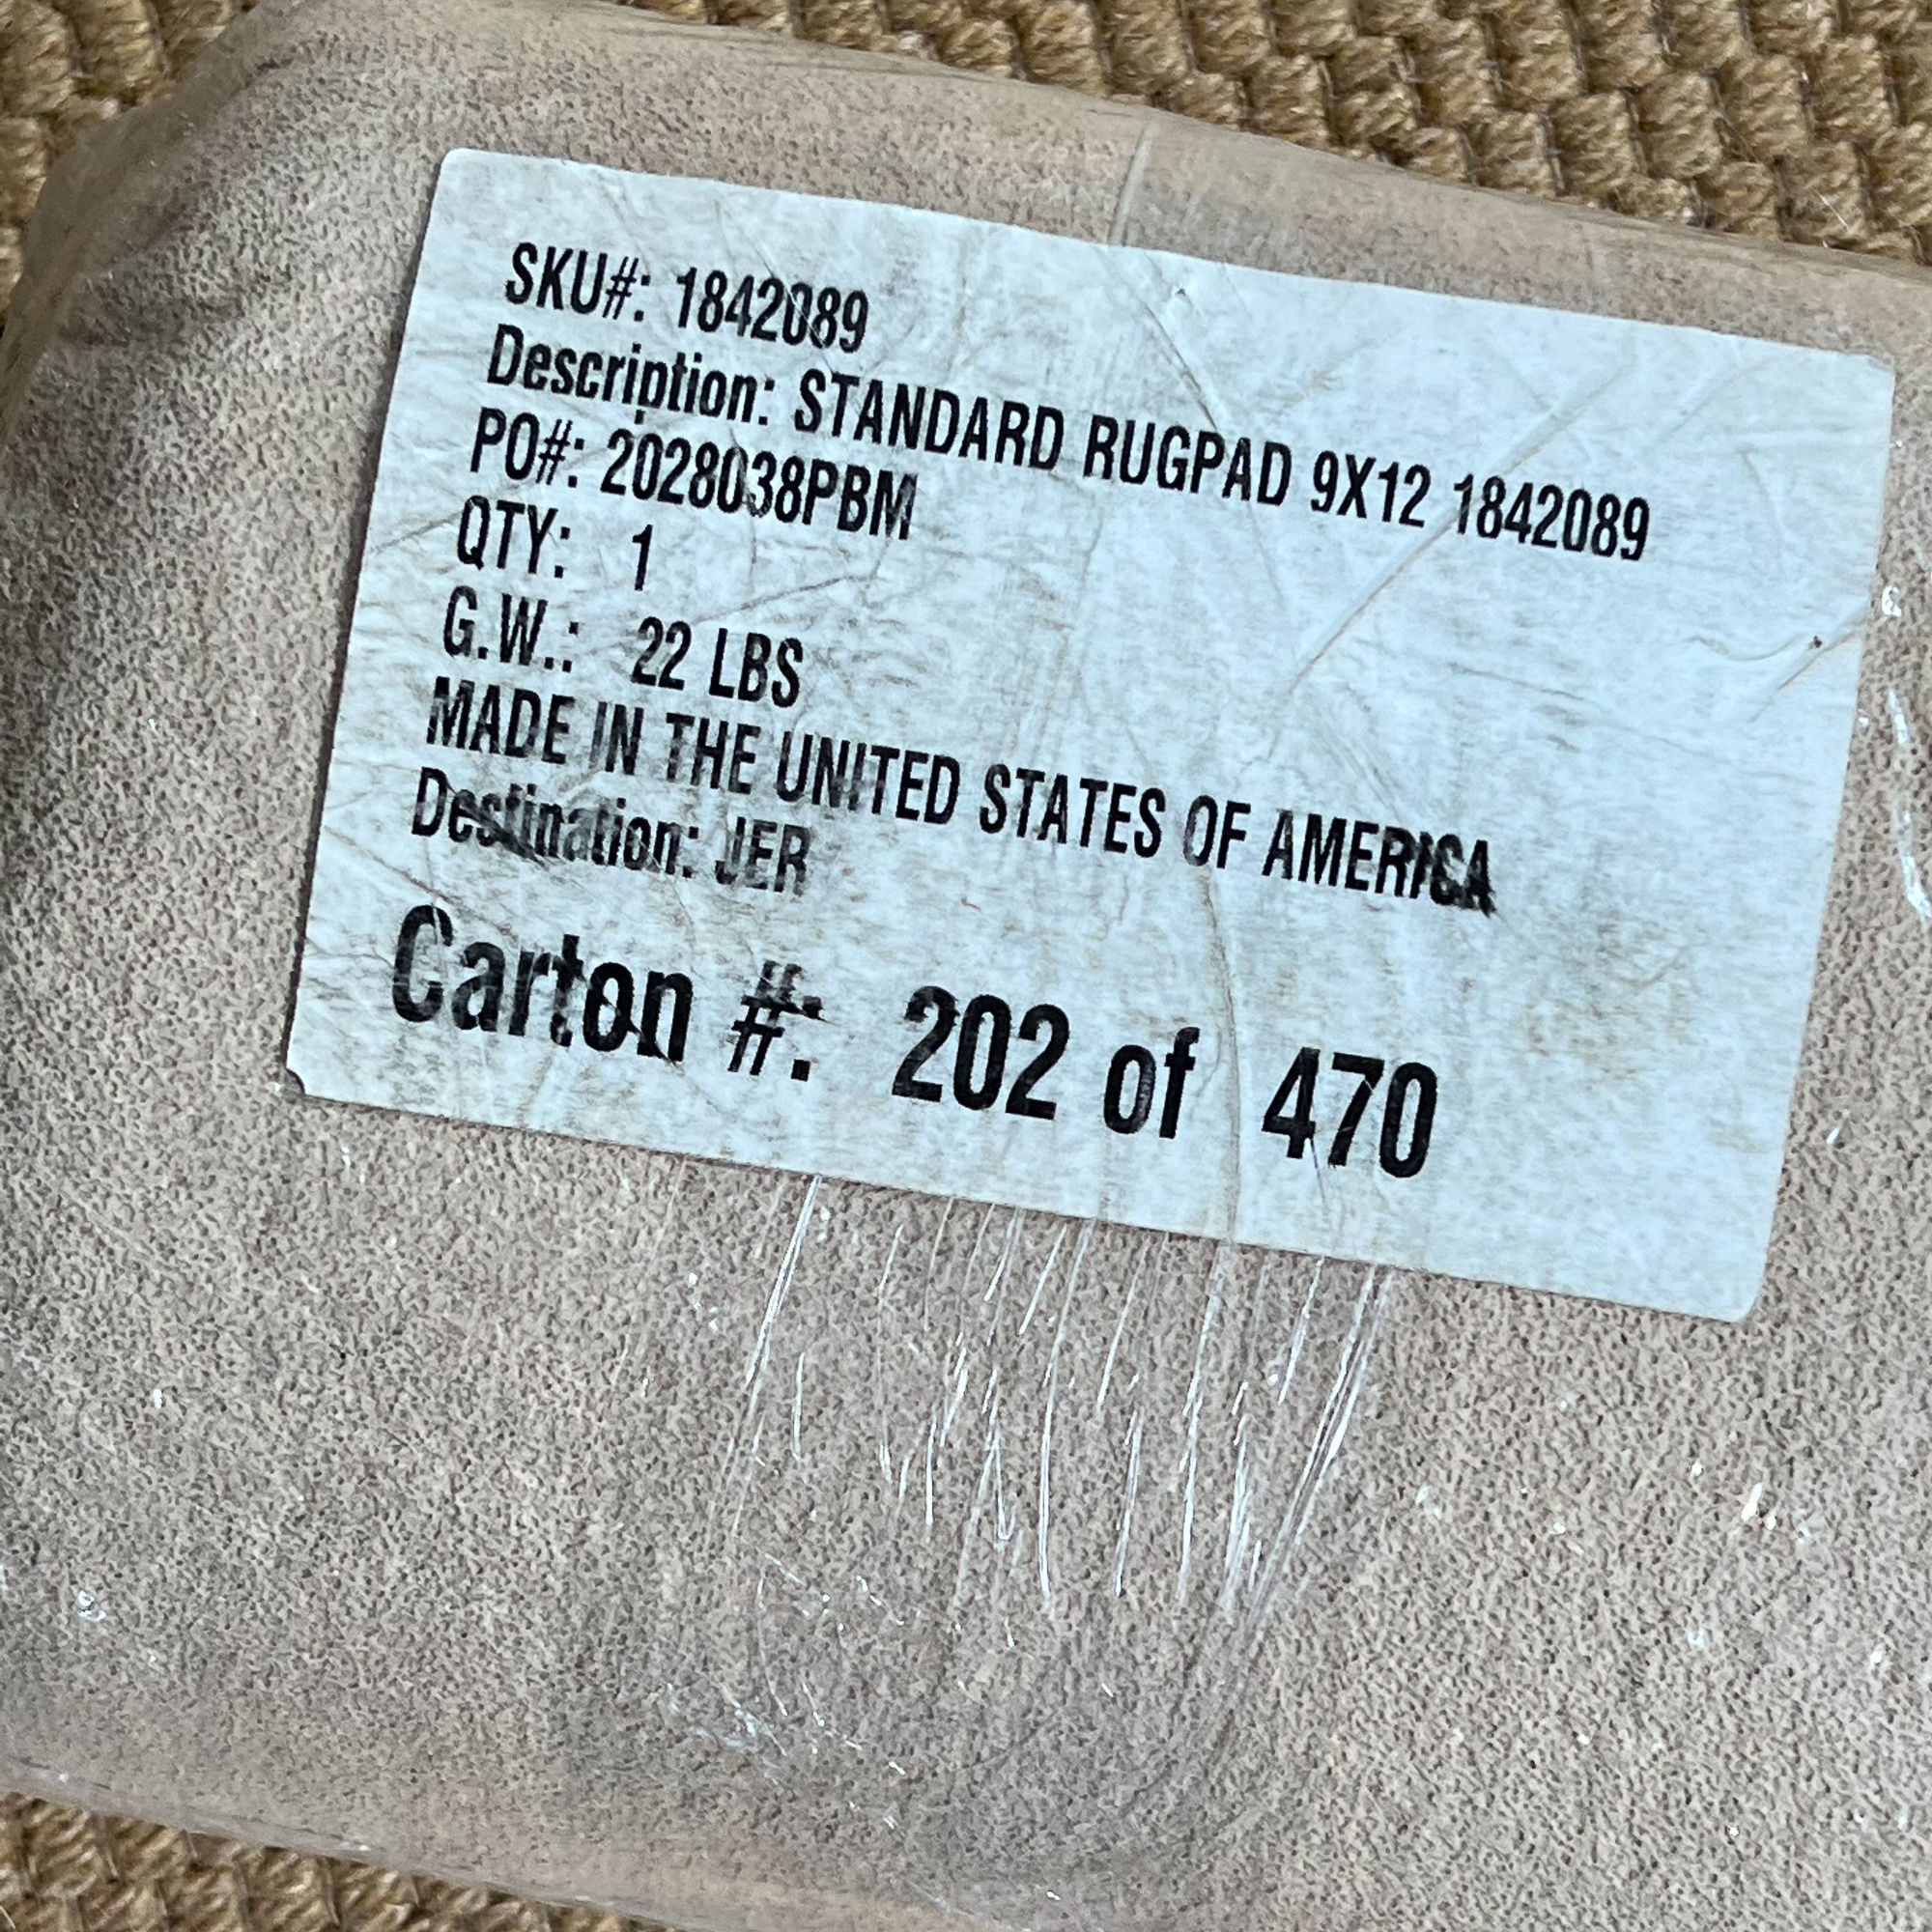 SKU#: 1842089
Description: STANDARD RUGPAD 9X12 1842089
PO#: 2028038PBM
QTY: 1
G.W.: 22 LBS
MADE IN THE UNITED STATES OF AMERICA
Destination: JER
Carton #: 202 of 470